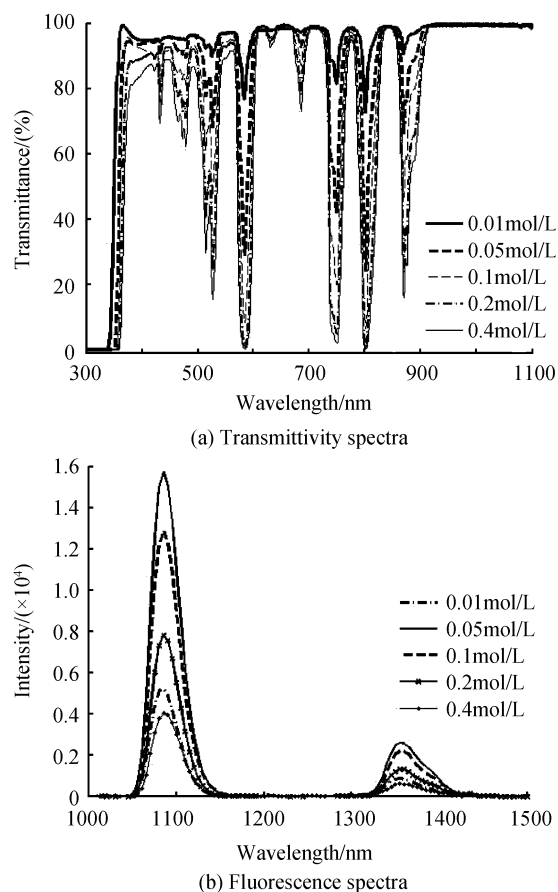 100
80
60
40
20
0
Transmittance/(%)
0.01mol/L
0.05mol/L
0.1mol/L
0.2mol/L
0.4mol/L
300 500 700 900 1100
Wavelength/nm
(a) Transmittivity spectra
1.6
1.4
1.2
1.0
0.8
0.6
0.4
0.2
0
Intensity/(×10⁴)
0.01mol/L
0.05mol/L
0.1mol/L
0.2mol/L
0.4mol/L
1000 1100 1200 1300 1400 1500
Wavelength/nm
(b) Fluorescence spectra